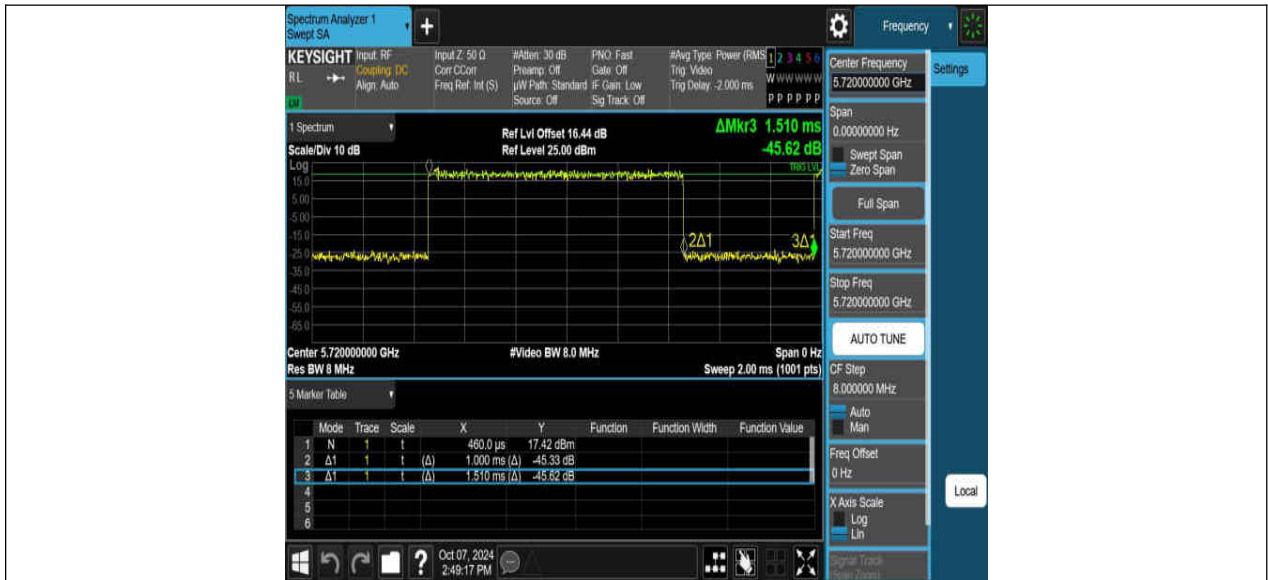 Spectrum Analyzer 1
Swept SA
+
Frequency
KEYSIGHT
RL
LM
Input: RF
Coupling: DC
Align: Auto
Input Z: 50 Ω
Corr CCorr
Freq Ref: Int (S)
#Atten: 30 dB
Preamp: Off
µW Path: Standard
Source: Off
PNO: Fast
Gate: Off
IF Gain: Low
Sig Track: Off
#Avg Type: Power (RMS
Trig: Video
Trig Delay: -2.000 ms
1 2 3 4 5 6
W W W W W W
P P P P P P
1 Spectrum
Scale/Div 10 dB
Ref Lvl Offset 16.44 dB
Ref Level 25.00 dBm
ΔMkr3 1.510 ms
-45.62 dB
Log
TRIG LVL
15.0
5.00
-5.00
-15.0
-25.0
-35.0
-45.0
-55.0
-65.0
2Δ1
3Δ1
Center 5.720000000 GHz
#Video BW 8.0 MHz
Span 0 Hz
Res BW 8 MHz
Sweep 2.00 ms (1001 pts)
5 Marker Table
Mode Trace Scale X Y Function Function Width Function Value
1 N 1 t 460.0 µs 17.42 dBm
2 Δ1 1 t (Δ) 1.000 ms (Δ) -45.33 dB
3 Δ1 1 t (Δ) 1.510 ms (Δ) -45.62 dB
4
5
6
?
Oct 07, 2024
2:49:17 PM
Center Frequency
5.720000000 GHz
Settings
Span
0.00000000 Hz
Swept Span
Zero Span
Full Span
Start Freq
5.720000000 GHz
Stop Freq
5.720000000 GHz
AUTO TUNE
CF Step
8.000000 MHz
Auto
Man
Freq Offset
0 Hz
X Axis Scale
Log
Lin
Local
Signal Track
(Span Zoom)